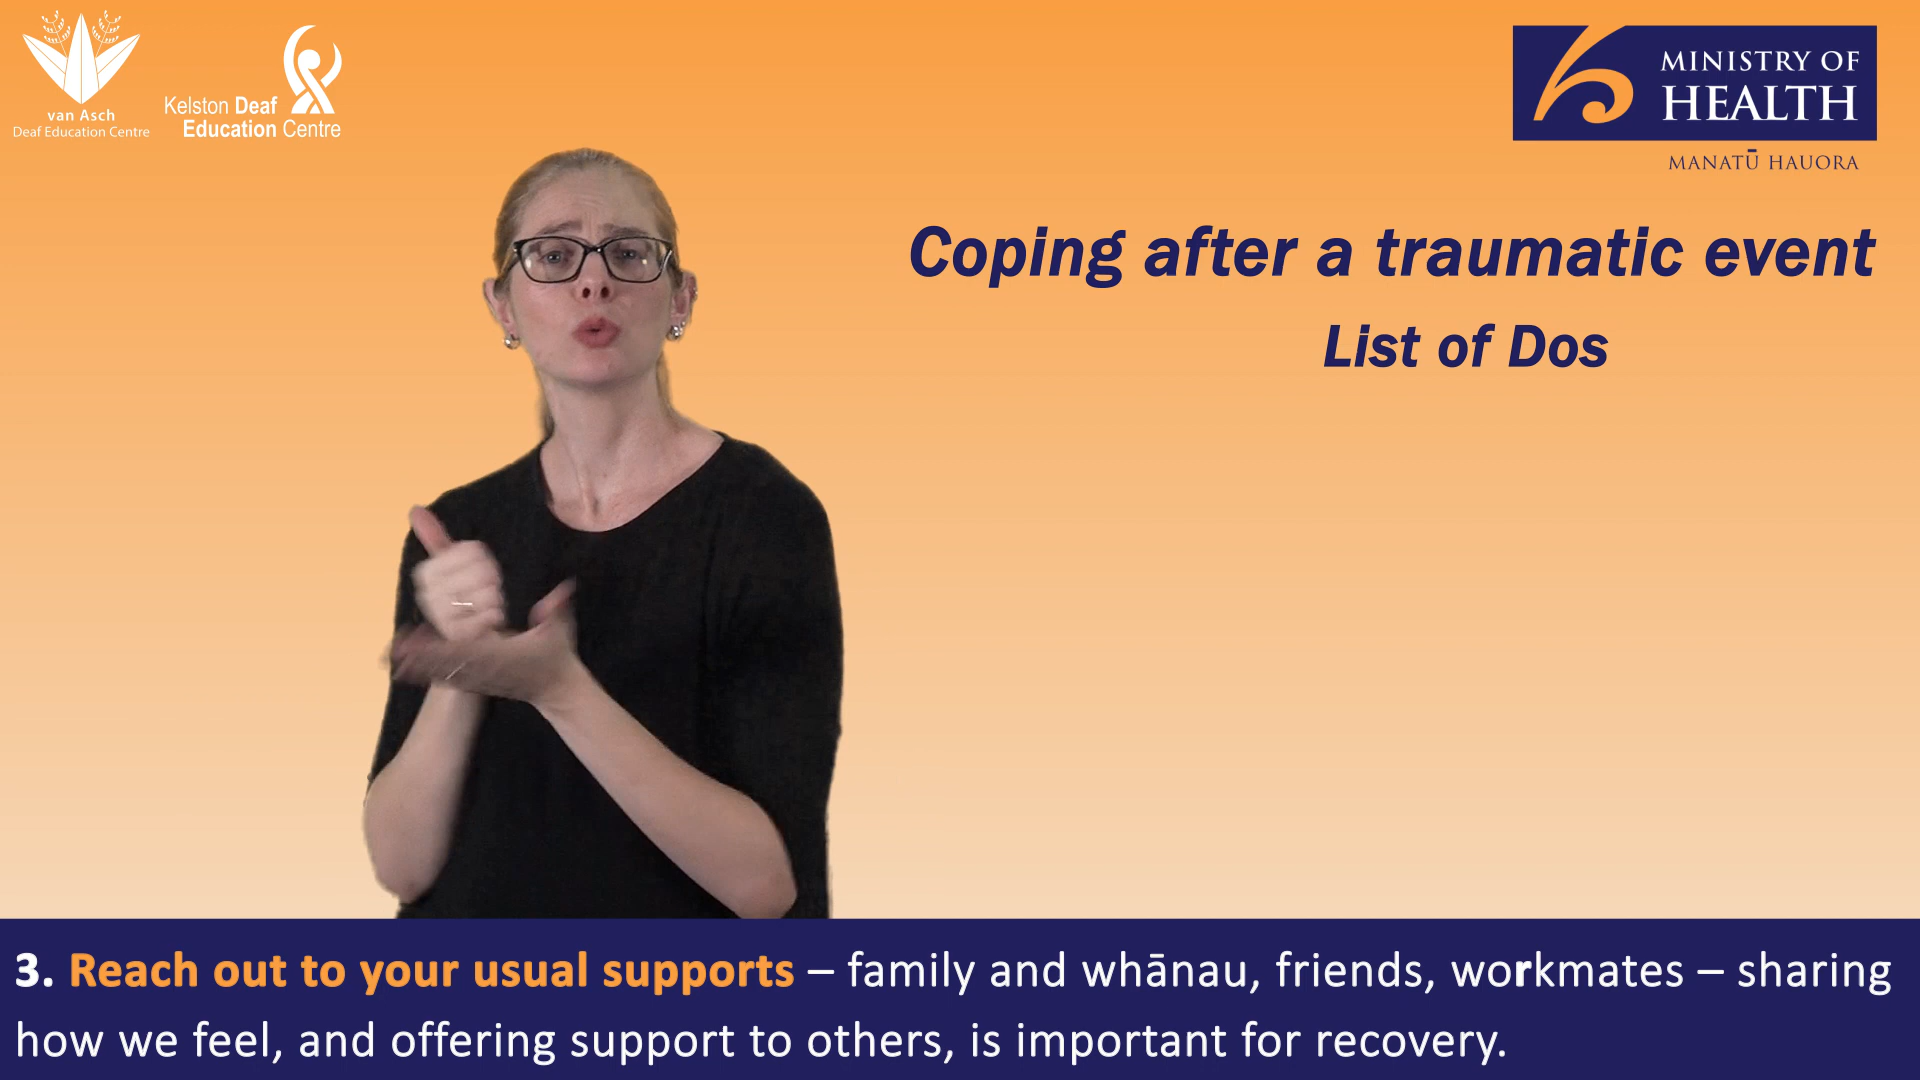 van Asch
Deaf Education Centre
Kelston Deaf
Education Centre
MINISTRY OF
HEALTH
MANATŪ HAUORA
Coping after a traumatic event
List of Dos
3. Reach out to your usual supports – family and whānau, friends, workmates – sharing
how we feel, and offering support to others, is important for recovery.